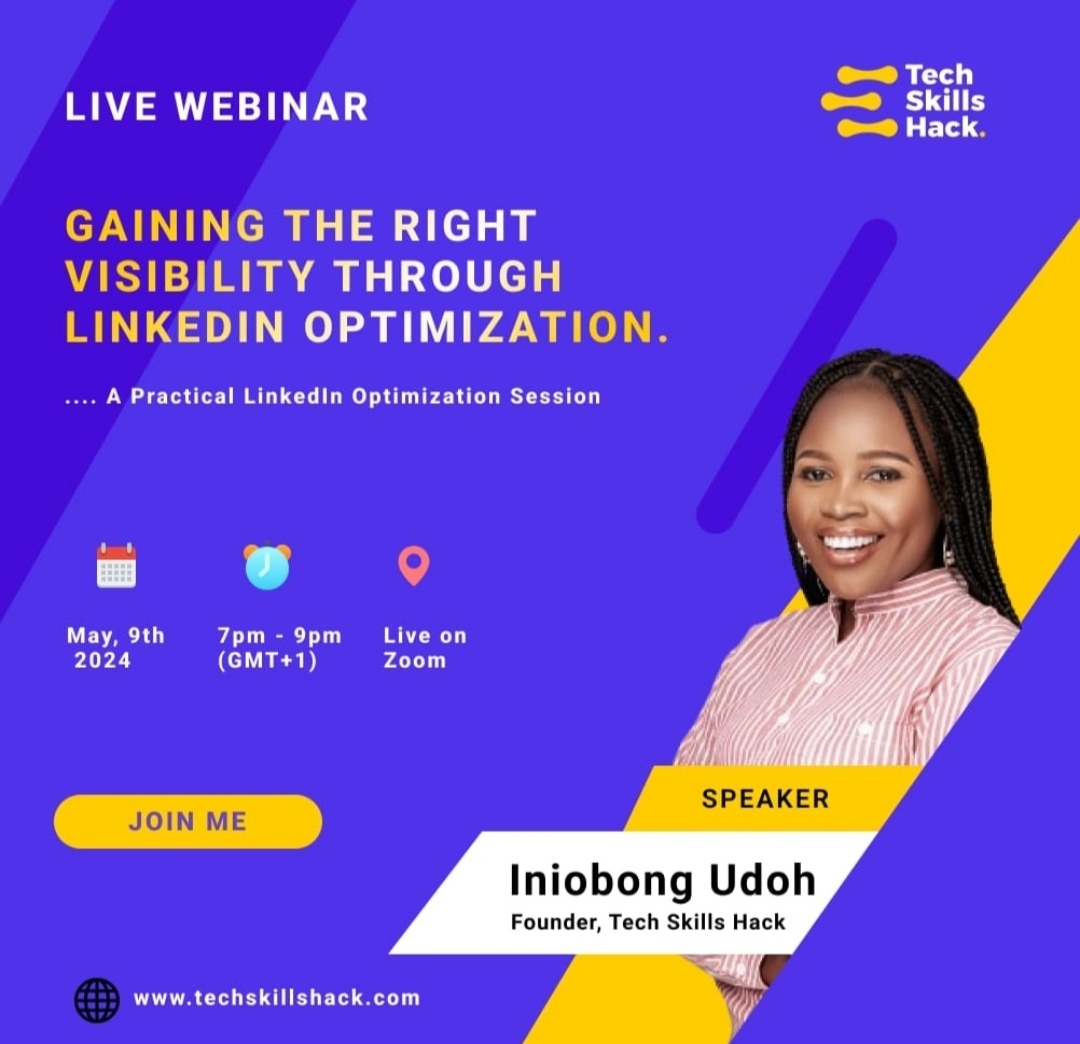 LIVE WEBINAR
Tech
Skills
Hack.
GAINING THE RIGHT
VISIBILITY THROUGH
LINKEDIN OPTIMIZATION.
.... A Practical LinkedIn Optimization Session
May, 9th
2024
7pm - 9pm
(GMT+1)
Live on
Zoom
JOIN ME
SPEAKER
Iniobong Udoh
Founder, Tech Skills Hack
www.techskillshack.com